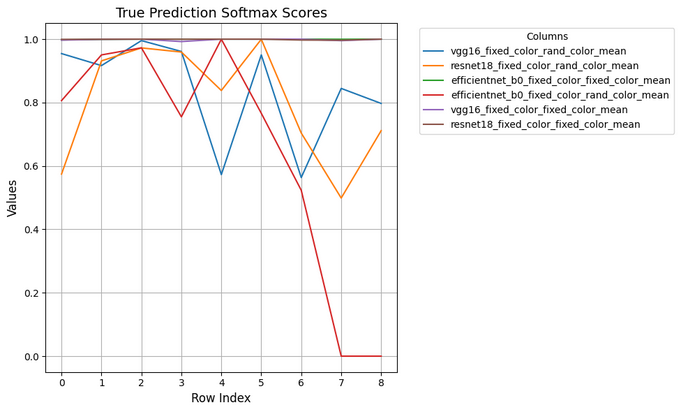 True Prediction Softmax Scores
Columns
vgg16_fixed_color_rand_color_mean
resnet18_fixed_color_rand_color_mean
efficientnet_b0_fixed_color_fixed_color_mean
efficientnet_b0_fixed_color_rand_color_mean
vgg16_fixed_color_fixed_color_mean
resnet18_fixed_color_fixed_color_mean
Values
1.0
0.8
0.6
0.4
0.2
0.0
0 1 2 3 4 5 6 7 8
Row Index